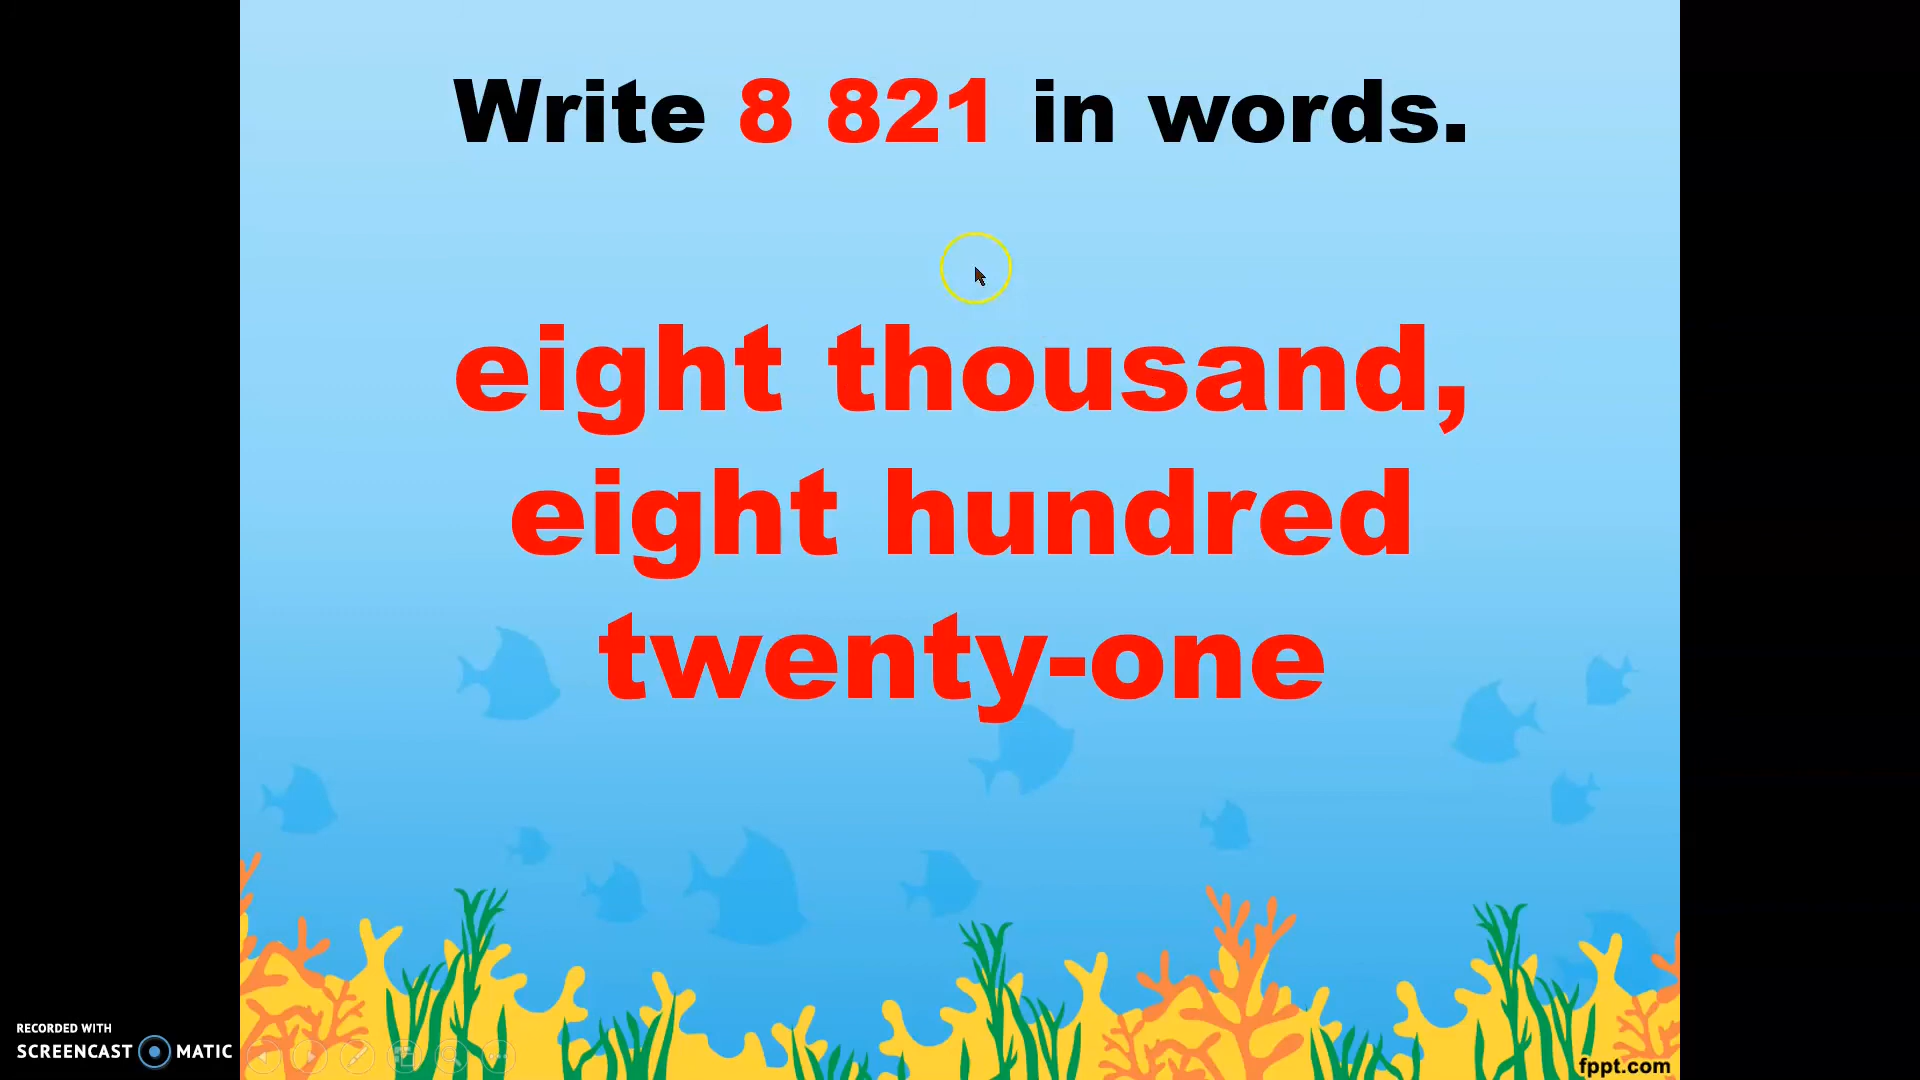 Write 8 821 in words.
eight thousand,
eight hundred
twenty-one
RECORDED WITH
SCREENCAST MATIC
fppt.com